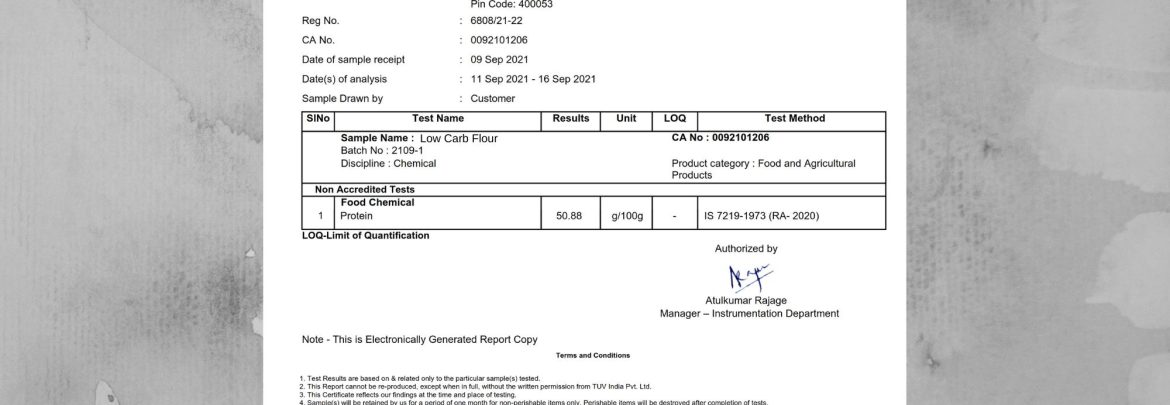 Pin Code: 400053
Reg No. : 6808/21-22
CA No. : 0092101206
Date of sample receipt : 09 Sep 2021
Date(s) of analysis : 11 Sep 2021 - 16 Sep 2021
Sample Drawn by : Customer
SlNo Test Name Results Unit LOQ Test Method
Sample Name : Low Carb Flour CA No : 0092101206
Batch No : 2109-1
Discipline : Chemical Product category : Food and Agricultural
Products
Non Accredited Tests
Food Chemical
1 Protein 50.88 g/100g - IS 7219-1973 (RA- 2020)
LOQ-Limit of Quantification
Authorized by
Atulkumar Rajage
Manager – Instrumentation Department
Note - This is Electronically Generated Report Copy
Terms and Conditions
1. Test Results are based on & related only to the particular sample(s) tested.
2. This Report cannot be re-produced, except when in full, without the written permission from TUV India Pvt. Ltd.
3. This Certificate reflects our findings at the time and place of testing.
4. Sample(s) will be retained by us for a period of one month for non-perishable items only. Perishable items will be destroyed after completion of tests.